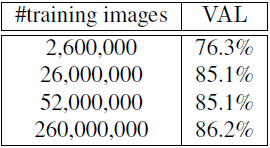 #training images VAL
2,600,000 76.3%
26,000,000 85.1%
52,000,000 85.1%
260,000,000 86.2%